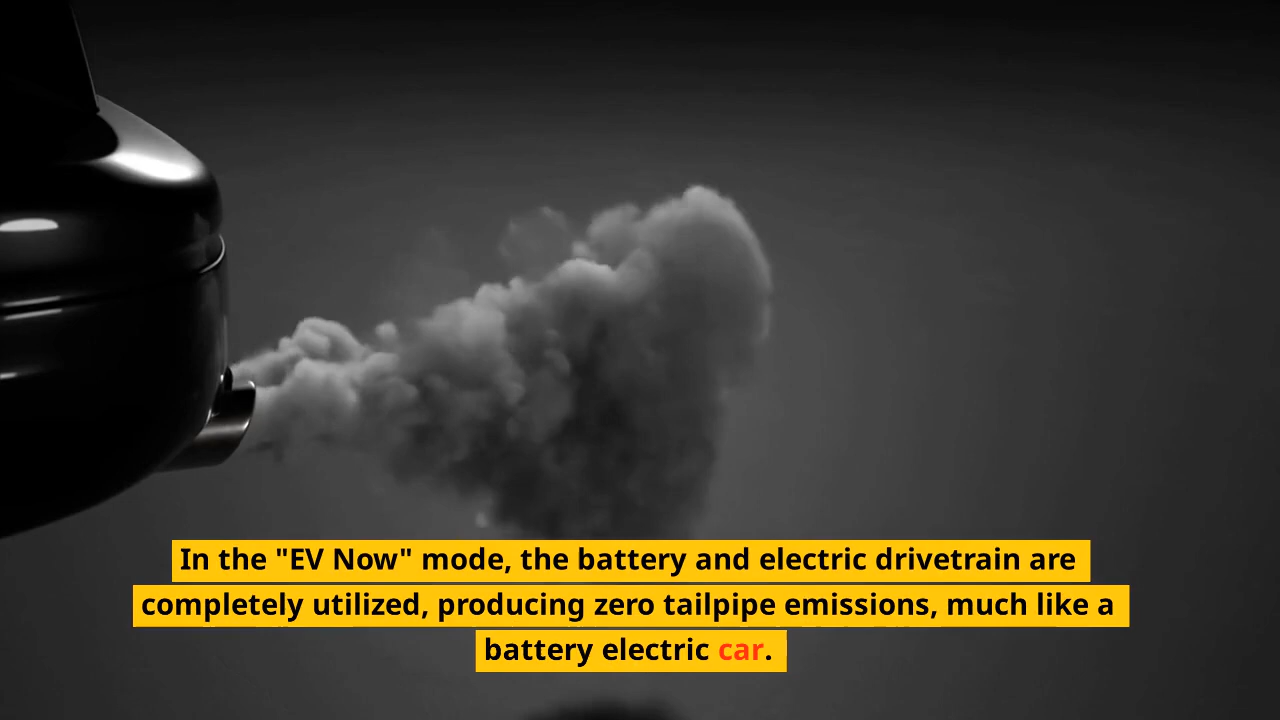 In the "EV Now" mode, the battery and electric drivetrain are
completely utilized, producing zero tailpipe emissions, much like a
battery electric car.